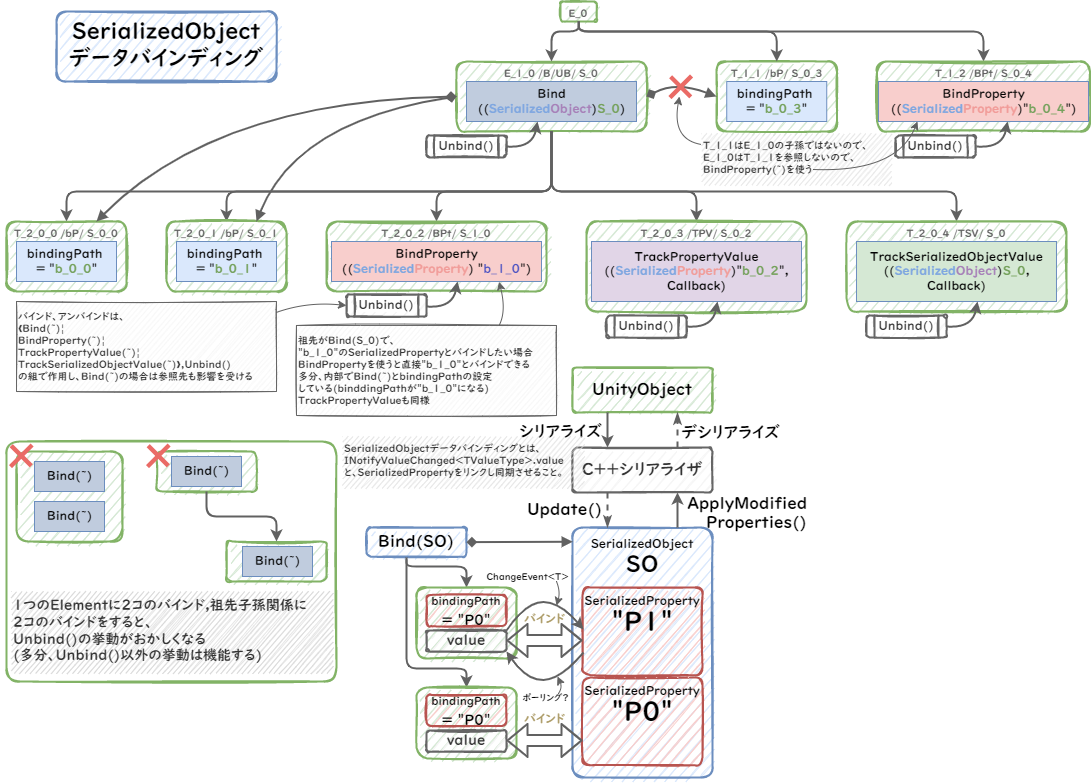 SerializedObject
データバインディング
E_0
E_1_0 /B/UB/ S_0
Bind
((SerializedObject)S_0)
Unbind()
T_1_1 /bP/ S_0_3
bindingPath
= "b_0_3"
T_1_2 /BPt/ S_0_4
BindProperty
((SerializedProperty)"b_0_4")
Unbind()
T_1_1はE_1_0の子孫ではないので、
E_1_0はT_1_1を参照しないので、
BindProperty(~)を使う
T_2_0_0 /bP/ S_0_0
bindingPath
= "b_0_0"
T_2_0_1 /bP/ S_0_1
bindingPath
= "b_0_1"
T_2_0_2 /BPt/ S_1_0
BindProperty
((SerializedProperty) "b_1_0")
Unbind()
T_2_0_3 /TPV/ S_0_2
TrackPropertyValue
((SerializedProperty)"b_0_2",
Callback)
Unbind()
T_2_0_4 /TSV/ S_0
TrackSerializedObjectValue
((SerializedObject)S_0,
Callback)
Unbind()
バインド、アンバインドは、
{Bind(~)¦
BindProperty(~)¦
TrackPropertyValue(~)¦
TrackSerializedObjectValue(~)},Unbind()
の組で作用し、Bind(~)の場合は参照先も影響を受ける
祖先がBind(S_0)で、
"b_1_0"のSerializedPropertyとバインドしたい場合
BindPropertyを使うと直接"b_1_0"とバインドできる
多分、内部でBind(~)とbindingPathの設定
している(binddingPathが"b_1_0"になる)
TrackPropertyValueも同様
UnityObject
シリアライズ
デシリアライズ
SerializedObjectデータバインディングとは、
INotifyValueChanged<TValueType>.value
と、SerializedPropertyをリンクし同期させること。
C++シリアライザ
Update()
ApplyModified
Properties()
Bind(~)
Bind(~)
Bind(~)
Bind(~)
1つのElementに2コのバインド,祖先子孫関係に
2コのバインドをすると、
Unbind()の挙動がおかしくなる
(多分、Unbind()以外の挙動は機能する)
Bind(SO)
SerializedObject
SO
ChangeEvent<T>
bindingPath
= "P0"
value
バインド
SerializedProperty
"P1"
ポーリング?
bindingPath
= "P0"
value
バインド
SerializedProperty
"P0"